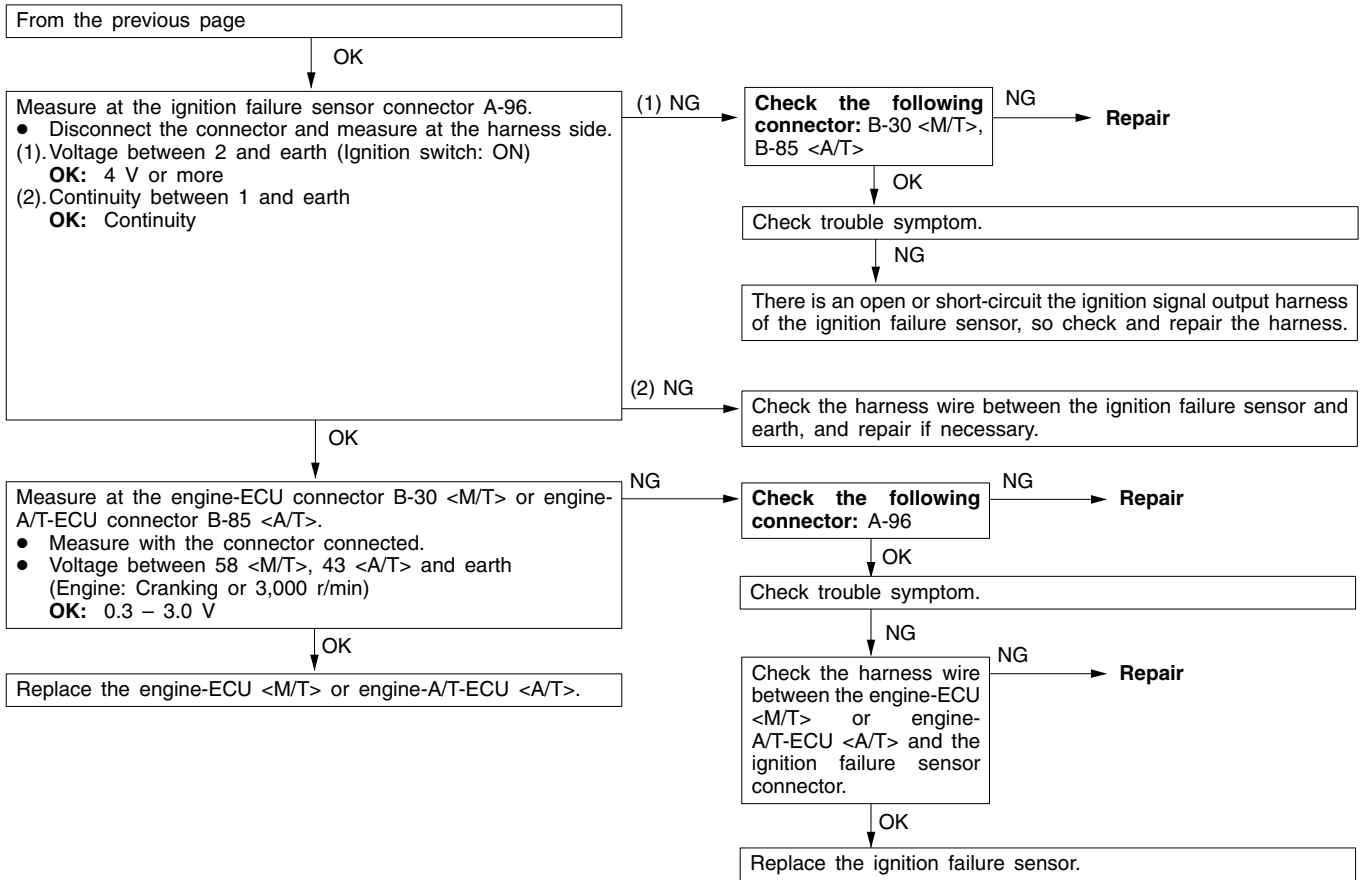 From the previous page
OK
Measure at the ignition failure sensor connector A-96.
● Disconnect the connector and measure at the harness side.
(1).Voltage between 2 and earth (Ignition switch: ON)
OK: 4 V or more
(2).Continuity between 1 and earth
OK: Continuity
(1) NG
Check the following
connector: B-30 <M/T>,
B-85 <A/T>
NG
Repair
OK
Check trouble symptom.
NG
There is an open or short-circuit the ignition signal output harness
of the ignition failure sensor, so check and repair the harness.
(2) NG
Check the harness wire between the ignition failure sensor and
earth, and repair if necessary.
OK
Measure at the engine-ECU connector B-30 <M/T> or engine-
A/T-ECU connector B-85 <A/T>.
● Measure with the connector connected.
● Voltage between 58 <M/T>, 43 <A/T> and earth
(Engine: Cranking or 3,000 r/min)
OK: 0.3 – 3.0 V
NG
Check the following
connector: A-96
NG
Repair
OK
Check trouble symptom.
NG
Check the harness wire
between the engine-ECU
<M/T> or engine-
A/T-ECU <A/T> and the
ignition failure sensor
connector.
NG
Repair
OK
Replace the ignition failure sensor.
OK
Replace the engine-ECU <M/T> or engine-A/T-ECU <A/T>.